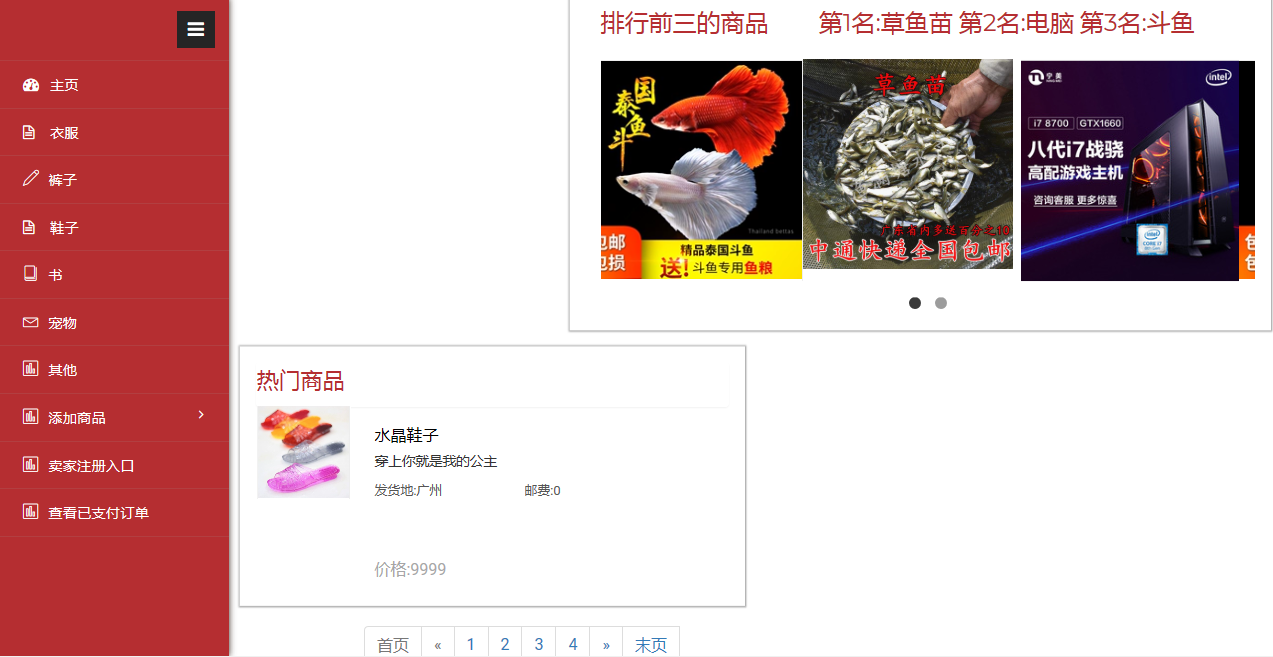 主页
衣服
裤子
鞋子
书
宠物
其他
添加商品
卖家注册入口
查看已支付订单
排行前三的商品 第1名:草鱼苗 第2名:电脑 第3名:斗鱼
泰国
斗鱼
Thailand bettas
包邮
包损
精品泰国斗鱼
送!斗鱼专用鱼粮
草鱼苗
广东省内多送百分之10
中通快递全国包邮
宁美
intel
i7 8700 GTX1660
八代i7战骁
高配游戏主机
咨询客服 更多惊喜
intel
CORE i7
热门商品
水晶鞋子
穿上你就是我的公主
发货地:广州 邮费:0
价格:9999
首页 « 1 2 3 4 » 末页